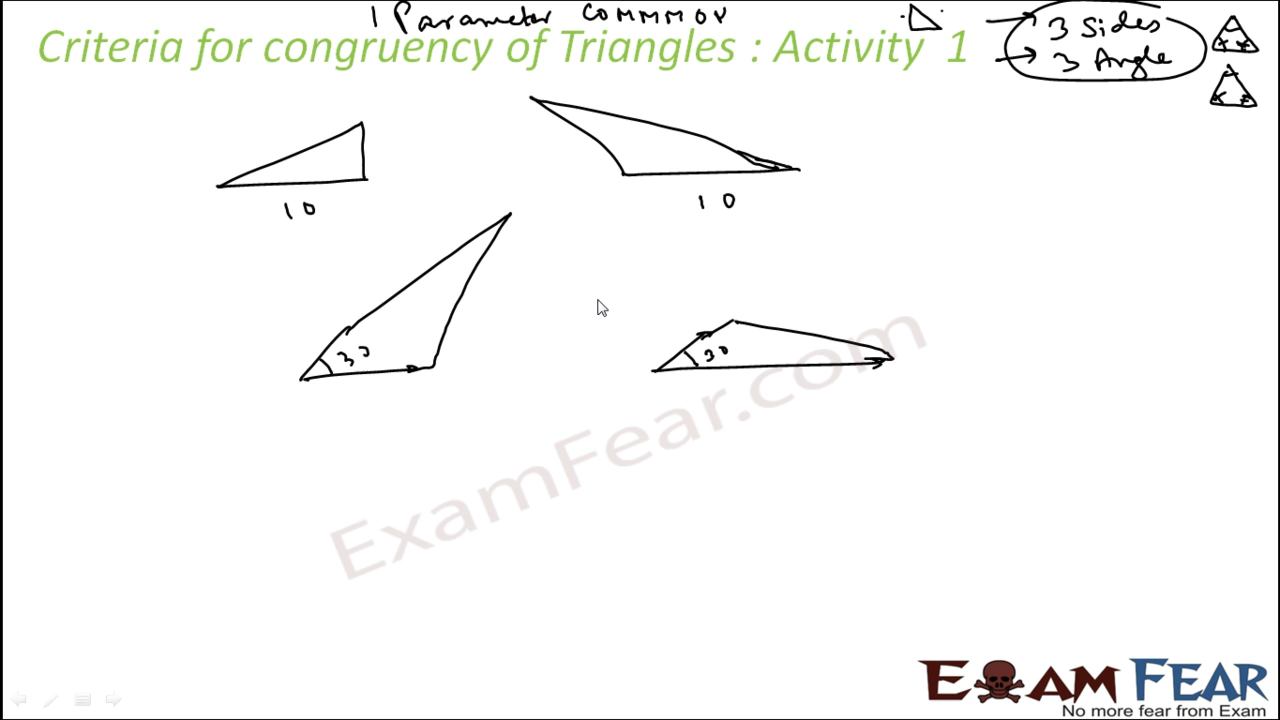 1 Parameter COMMMON
Criteria for congruency of Triangles : Activity 1
3 Sides
3 Angle
10
10
30
30
ExamFear.com
EXAM FEAR
No more fear from Exam